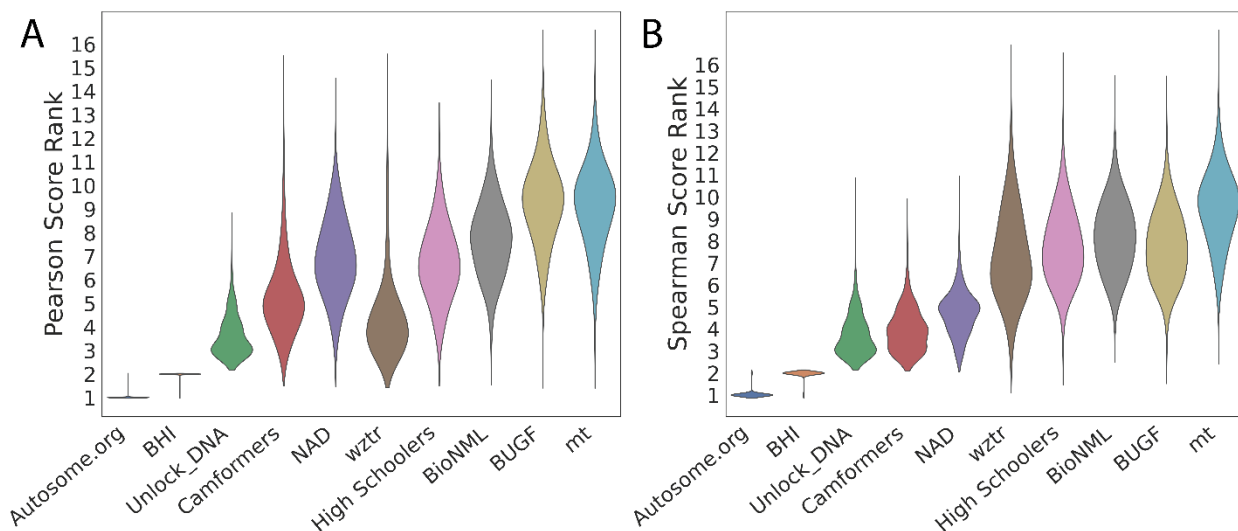 A
Pearson Score Rank
16
15
14
13
12
11
10
9
8
7
6
5
4
3
2
1
Autosome.org
BHI
Unlock_DNA
Camformers
NAD
wztr
High Schoolers
BioNML
BUGF
mt
B
Spearman Score Rank
16
15
14
13
12
11
10
9
8
7
6
5
4
3
2
1
Autosome.org
BHI
Unlock_DNA
Camformers
NAD
wztr
High Schoolers
BioNML
BUGF
mt